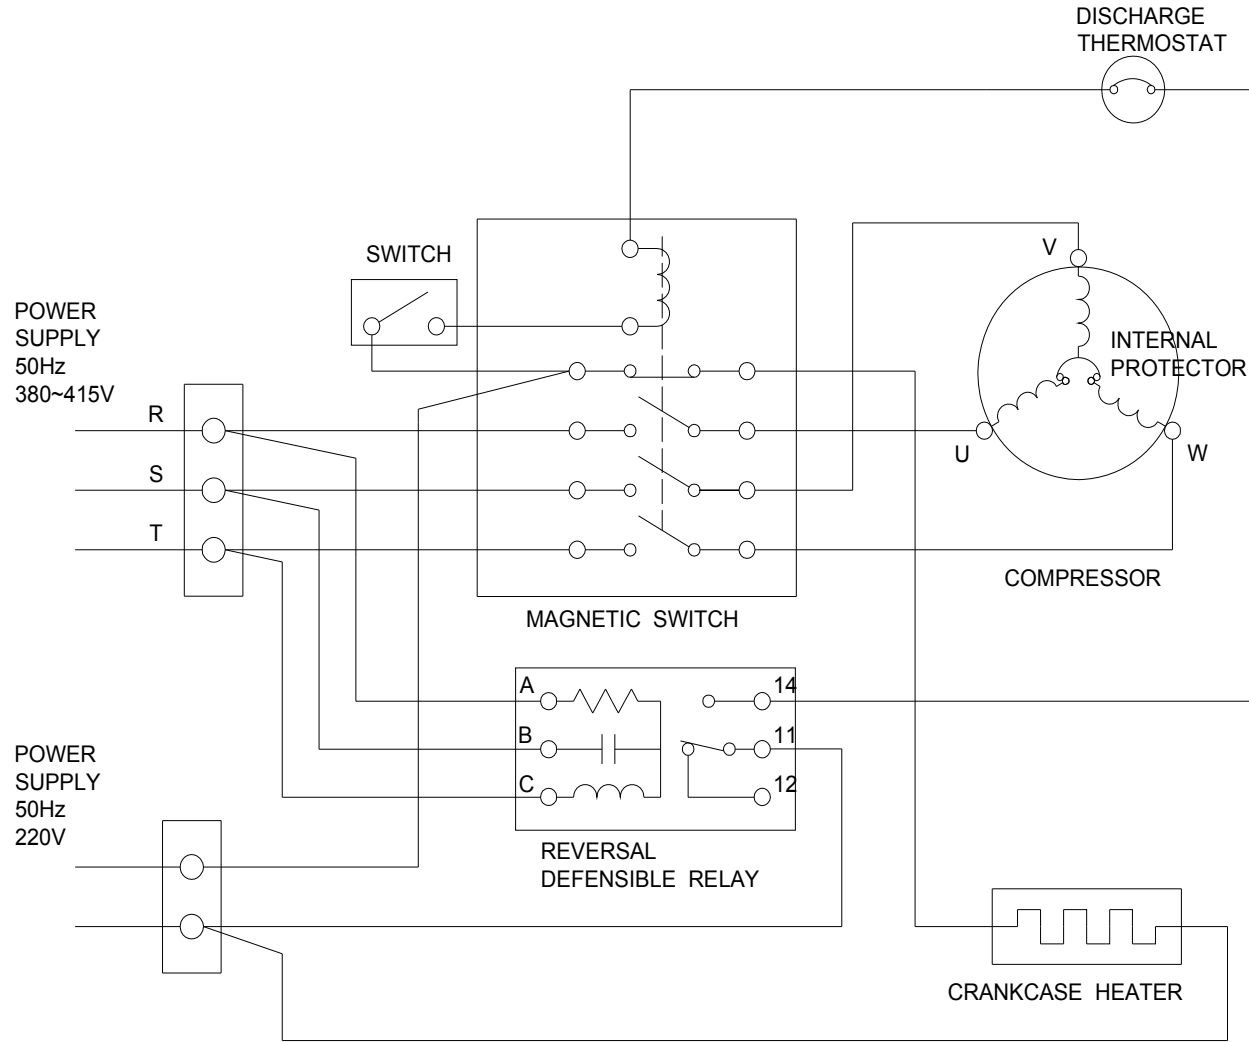 DISCHARGE
THERMOSTAT
SWITCH
V
POWER
SUPPLY
50Hz
380~415V
INTERNAL
PROTECTOR
R
U
W
S
T
COMPRESSOR
MAGNETIC SWITCH
A
14
B
11
C
12
POWER
SUPPLY
50Hz
220V
REVERSAL
DEFENSIBLE RELAY
CRANKCASE HEATER